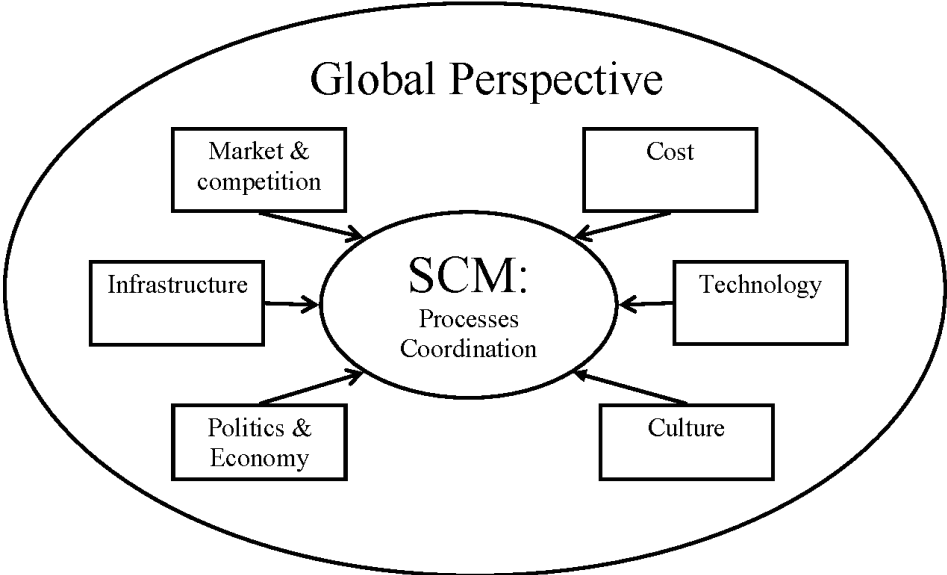 Global Perspective
Market &
competition
Cost
Infrastructure
SCM:
Processes
Coordination
Technology
Politics &
Economy
Culture